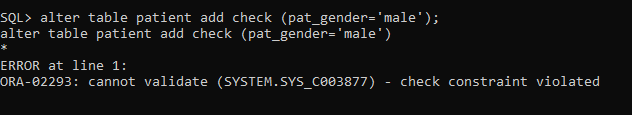 SQL> alter table patient add check (pat_gender='male');
alter table patient add check (pat_gender='male')
*
ERROR at line 1:
ORA-02293: cannot validate (SYSTEM.SYS_C003877) - check constraint violated